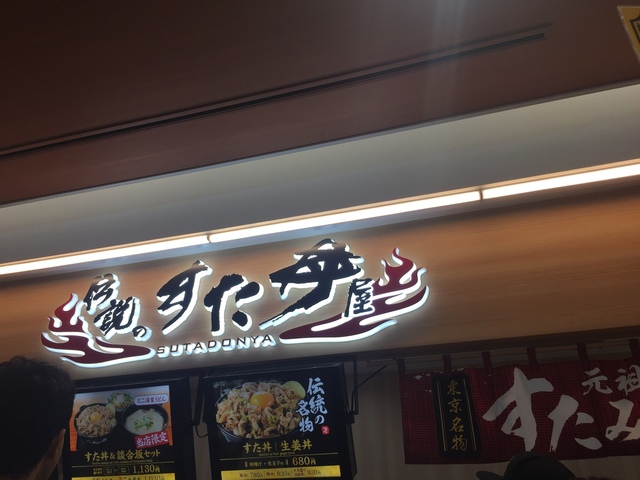 伝説の
すた丼屋
SUTADONYA
当店限定
すた丼&談合坂セット
1,130円
伝統の
名物
すた丼 生姜丼
680円
東京名物
元祖
すたみ